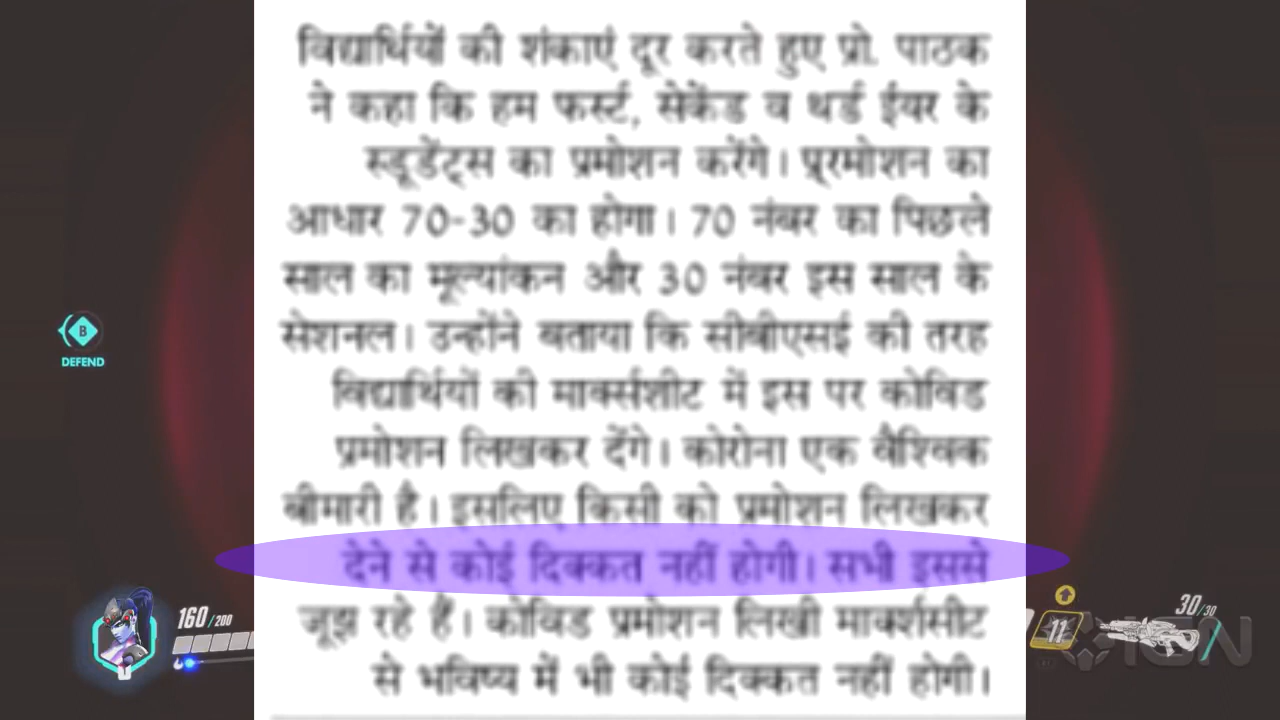 विद्यार्थियों की शंकाएं दूर करते हुए प्रो. पाठक
ने कहा कि हम फर्स्ट, सेकेंड व थर्ड ईयर के
स्डूडेंट्स का प्रमोशन करेंगे। प्र्रमोशन का
आधार 70-30 का होगा। 70 नंबर का पिछले
साल का मूल्यांकन और 30 नंबर इस साल के
सेशनल। उन्होंने बताया कि सीबीएसई की तरह
विद्यार्थियों की मार्क्सशीट में इस पर कोविड
प्रमोशन लिखकर देंगे। कोरोना एक वैश्विक
बीमारी है। इसलिए किसी को प्रमोशन लिखकर
देने से कोई दिक्कत नहीं होगी। सभी इससे
जूझ रहे हैं। कोविड प्रमोशन लिखी मार्क्शसीट
से भविष्य में भी कोई दिक्कत नहीं होगी।
B
DEFEND
160/200
11
30/30
IGN